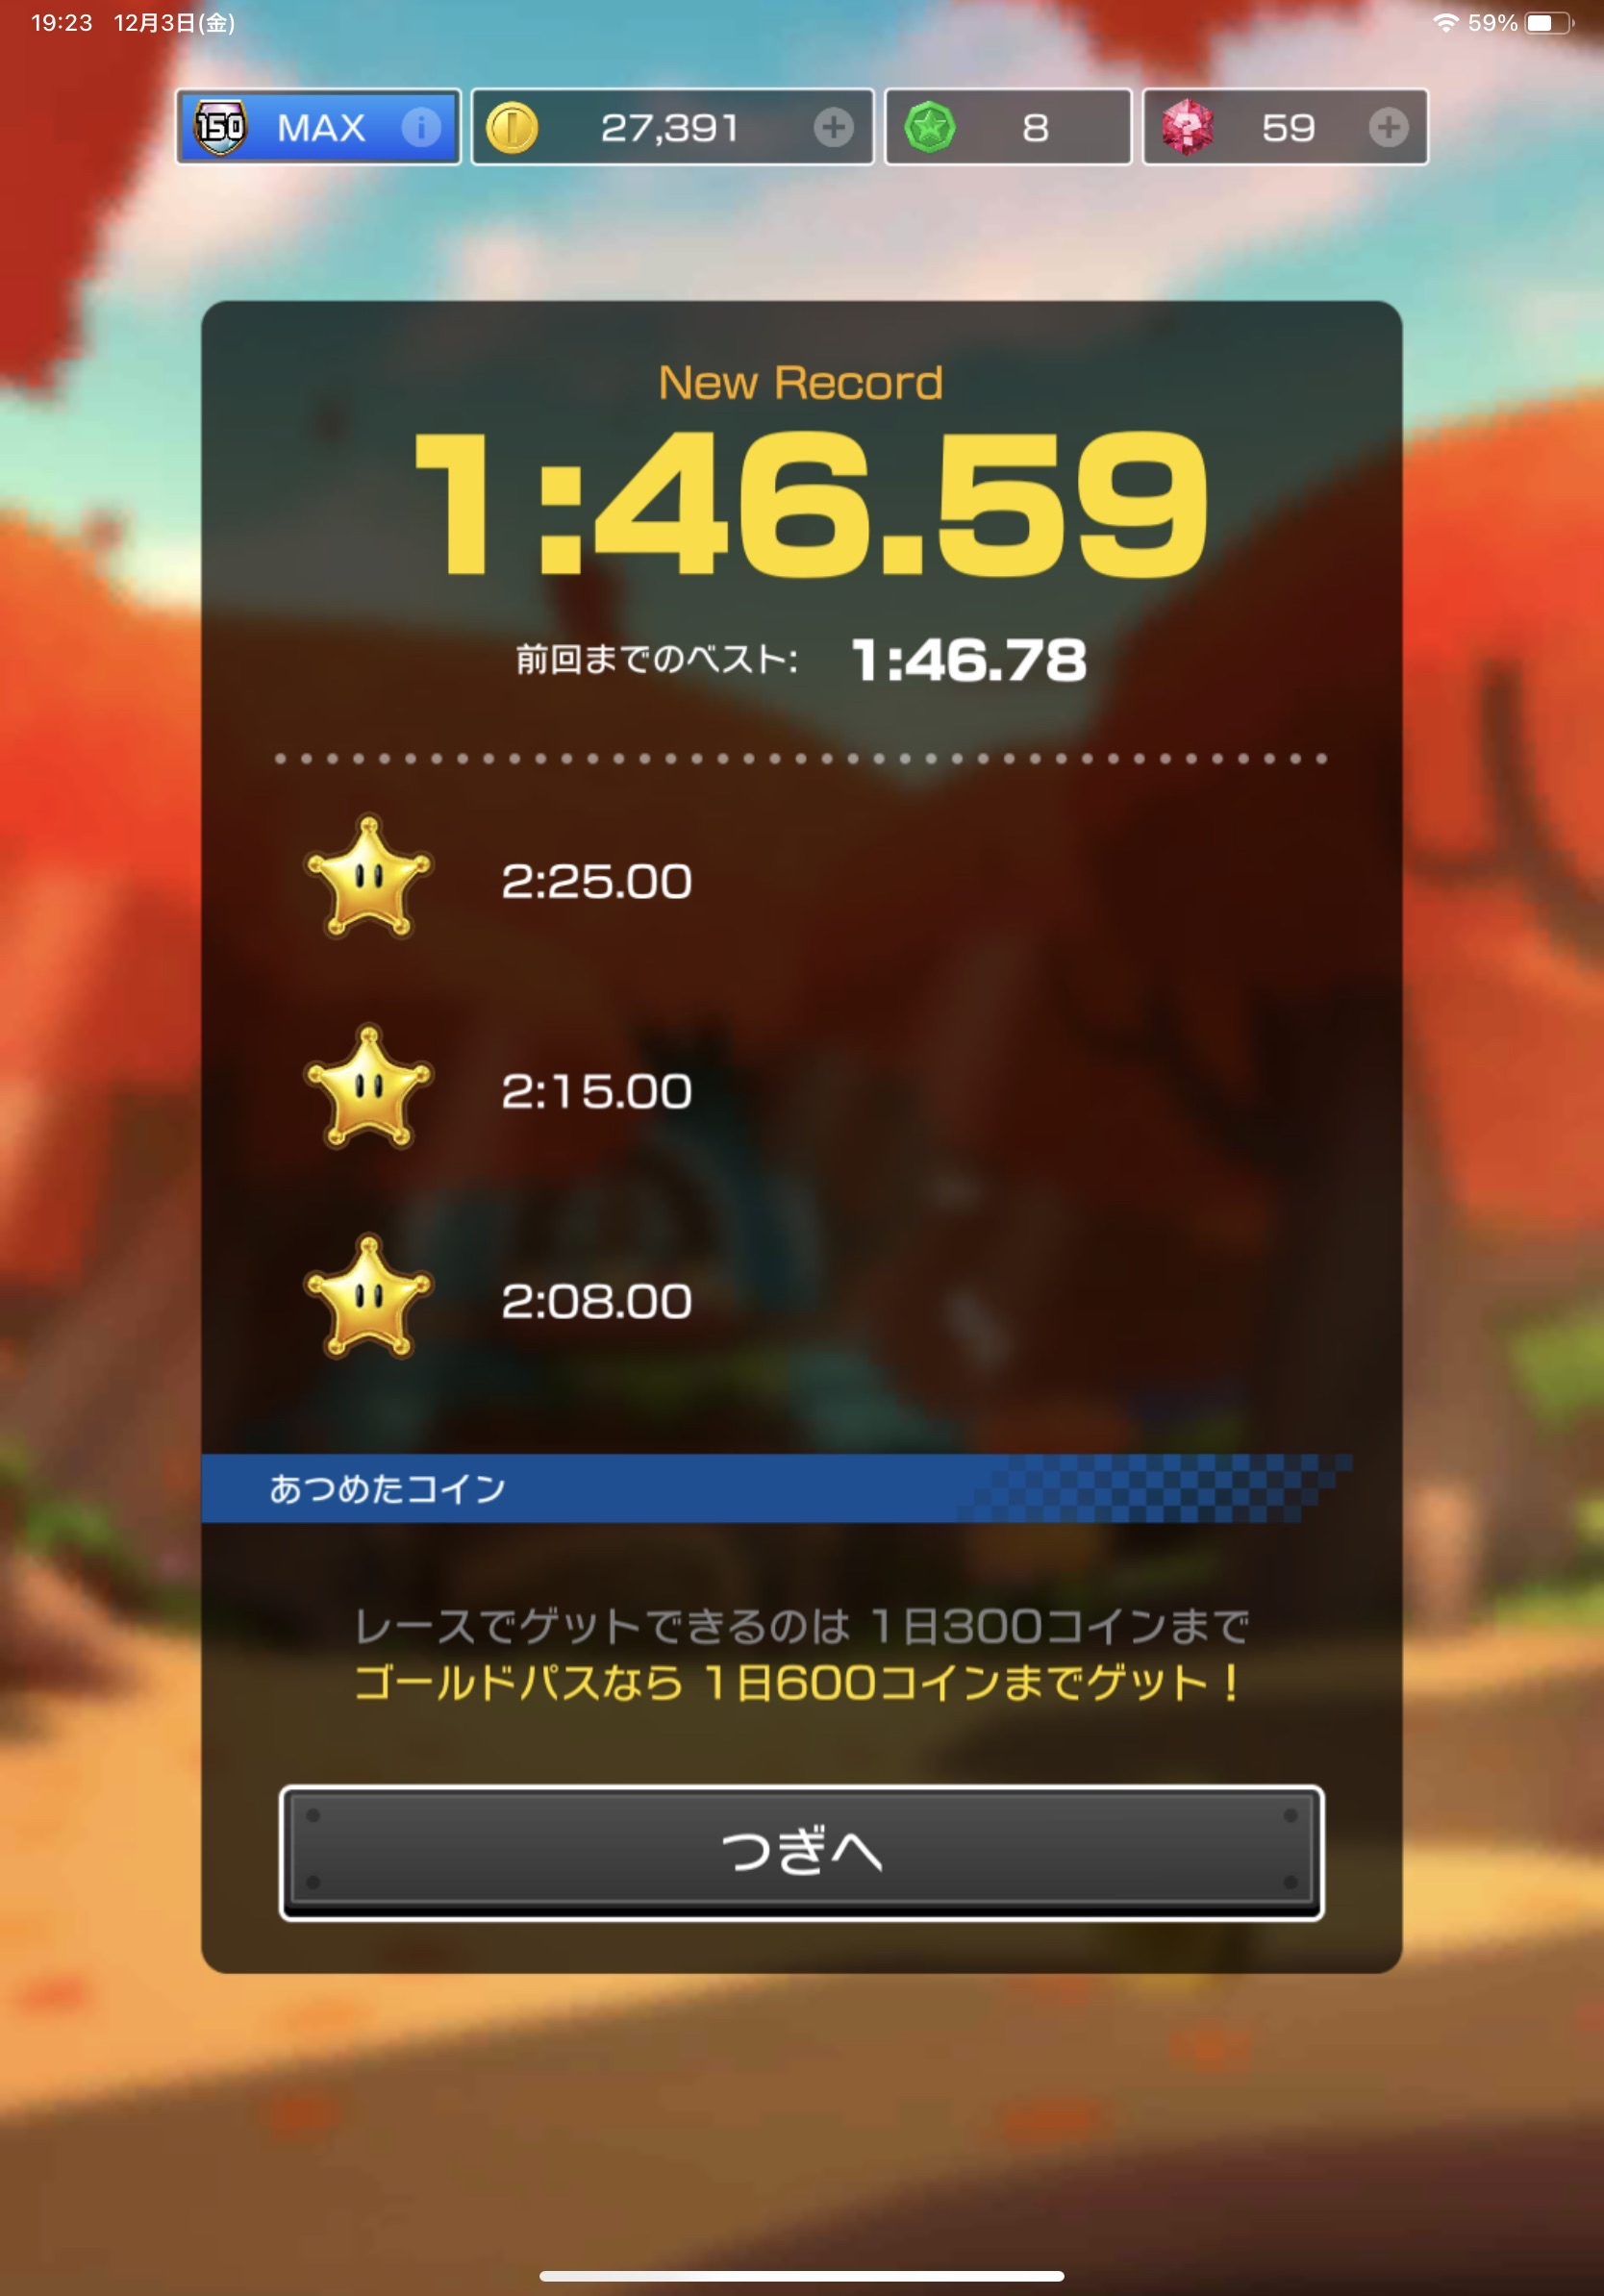 19:23 12月3日(金)
59%
150 MAX i 27,391 + 8 ? 59 +
New Record
1:46.59
前回までのベスト: 1:46.78
2:25.00
2:15.00
2:08.00
あつめたコイン
レースでゲットできるのは 1日300コインまで
ゴールドパスなら 1日600コインまでゲット！
つぎへ